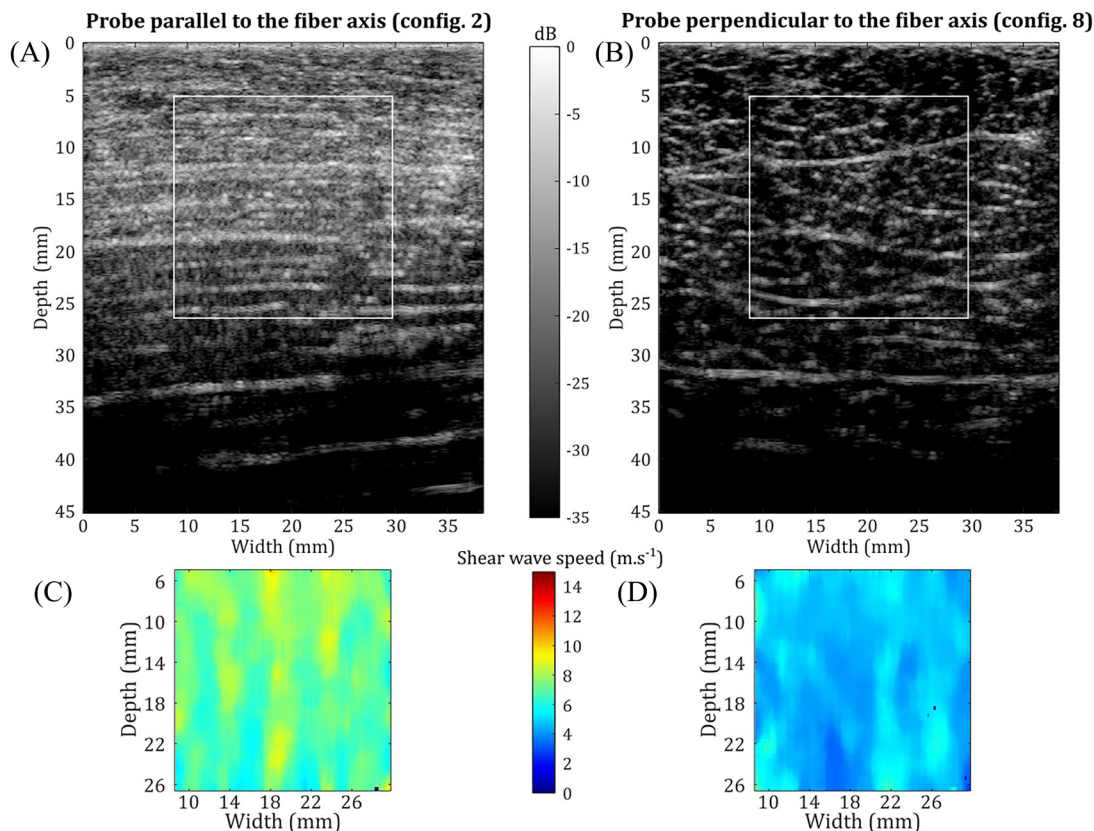 Probe parallel to the fiber axis (config. 2)
Probe perpendicular to the fiber axis (config. 8)
(A)
dB
(B)
0
5
10
15
20
25
30
35
40
45
Depth (mm)
0 5 10 15 20 25 30 35
Width (mm)
0
-5
-10
-15
-20
-25
-30
-35
0
5
10
15
20
25
30
35
40
45
Depth (mm)
0 5 10 15 20 25 30 35
Width (mm)
Shear wave speed (m.s⁻¹)
(C)
6
10
14
18
22
26
Depth (mm)
10 14 18 22 26
Width (mm)
14
12
10
8
6
4
2
0
(D)
6
10
14
18
22
26
Depth (mm)
10 14 18 22 26
Width (mm)